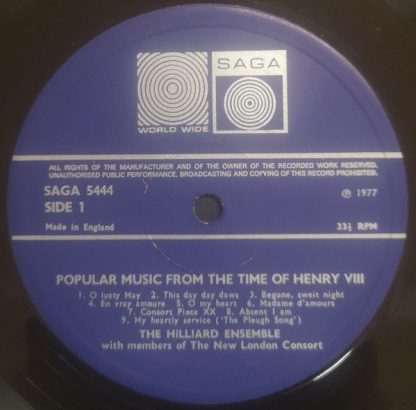 SAGA
WORLD WIDE
ALL RIGHTS OF THE MANUFACTURER AND OF THE OWNER OF THE RECORDED WORK RESERVED.
UNAUTHORISED PUBLIC PERFORMANCE, BROADCASTING AND COPYING OF THIS RECORD PROHIBITED.
SAGA 5444
SIDE 1
Made in England
℗ 1977
33⅓ RPM
POPULAR MUSIC FROM THE TIME OF HENRY VIII
1. O lusty May 2. This day day daws 3. Begone, sweit night
4. En vray amoure 5. O my heart 6. Madame d'amours
7. Consort Piece XX 8. Absent I am
9. My heartly service ('The Pleugh Song')
THE HILLIARD ENSEMBLE
with members of The New London Consort